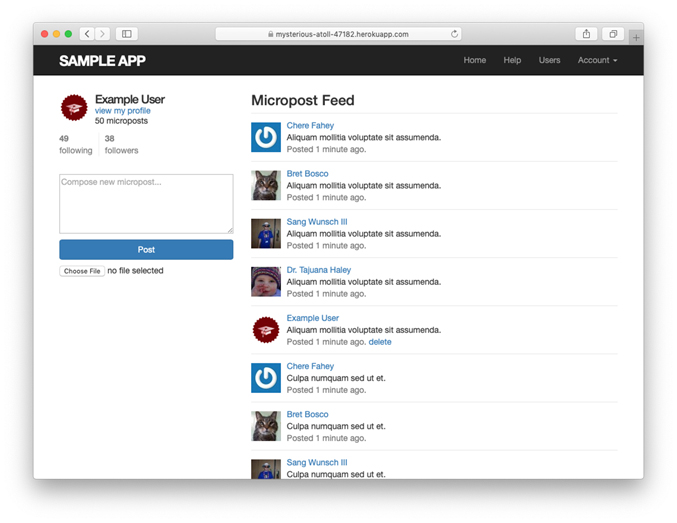 mysterious-atoll-47182.herokuapp.com
SAMPLE APP
Home Help Users Account
Example User
view my profile
50 microposts
49 38
following followers
Compose new micropost...
Post
Choose File no file selected
Micropost Feed
Chere Fahey
Aliquam mollitia voluptate sit assumenda.
Posted 1 minute ago.
Bret Bosco
Aliquam mollitia voluptate sit assumenda.
Posted 1 minute ago.
Sang Wunsch III
Aliquam mollitia voluptate sit assumenda.
Posted 1 minute ago.
Dr. Tajuana Haley
Aliquam mollitia voluptate sit assumenda.
Posted 1 minute ago.
Example User
Aliquam mollitia voluptate sit assumenda.
Posted 1 minute ago. delete
Chere Fahey
Culpa numquam sed ut et.
Posted 1 minute ago.
Bret Bosco
Culpa numquam sed ut et.
Posted 1 minute ago.
Sang Wunsch III
Culpa numquam sed ut et.